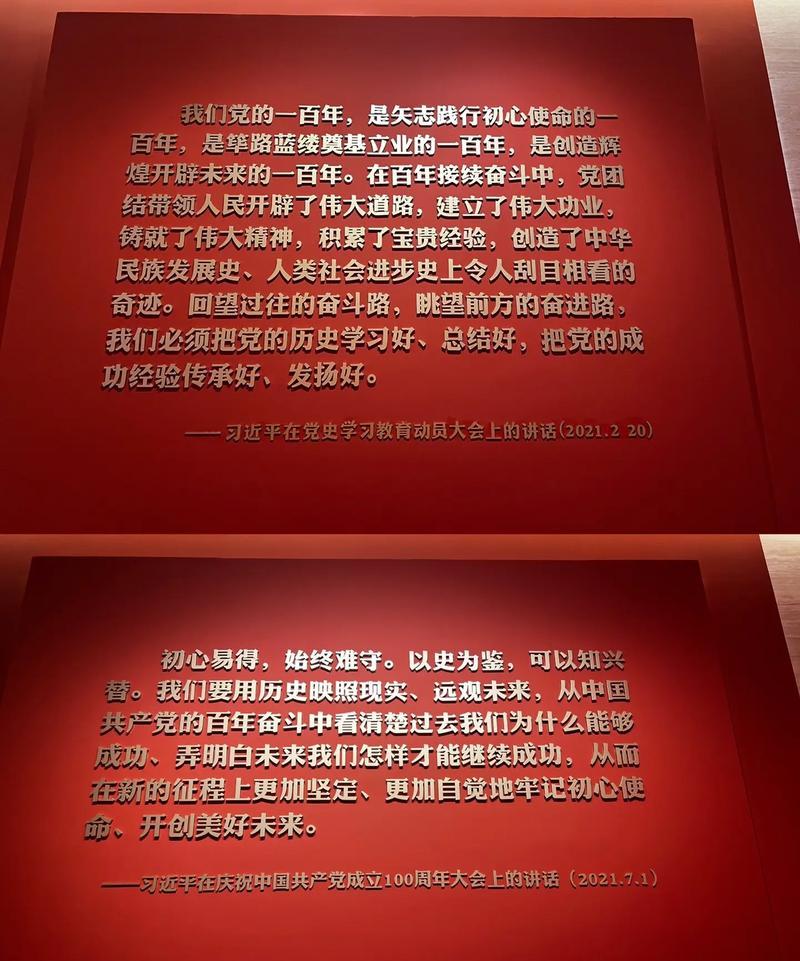 我们党的一百年，是矢志践行初心使命的一
百年，是筚路蓝缕奠基立业的一百年，是创造辉
煌开辟未来的一百年。在百年接续奋斗中，党团
结带领人民开辟了伟大道路，建立了伟大功业，
铸就了伟大精神，积累了宝贵经验，创造了中华
民族发展史、人类社会进步史上令人刮目相看的
奇迹。回望过往的奋斗路，眺望前方的奋进路，
我们必须把党的历史学习好、总结好，把党的成
功经验传承好、发扬好。
——习近平在党史学习教育动员大会上的讲话(2021.2 20)
初心易得，始终难守。以史为鉴，可以知兴
替。我们要用历史映照现实、远观未来，从中国
共产党的百年奋斗中看清楚过去我们为什么能够
成功、弄明白未来我们怎样才能继续成功，从而
在新的征程上更加坚定、更加自觉地牢记初心使
命、开创美好未来。
——习近平在庆祝中国共产党成立100周年大会上的讲话（2021.7.1）